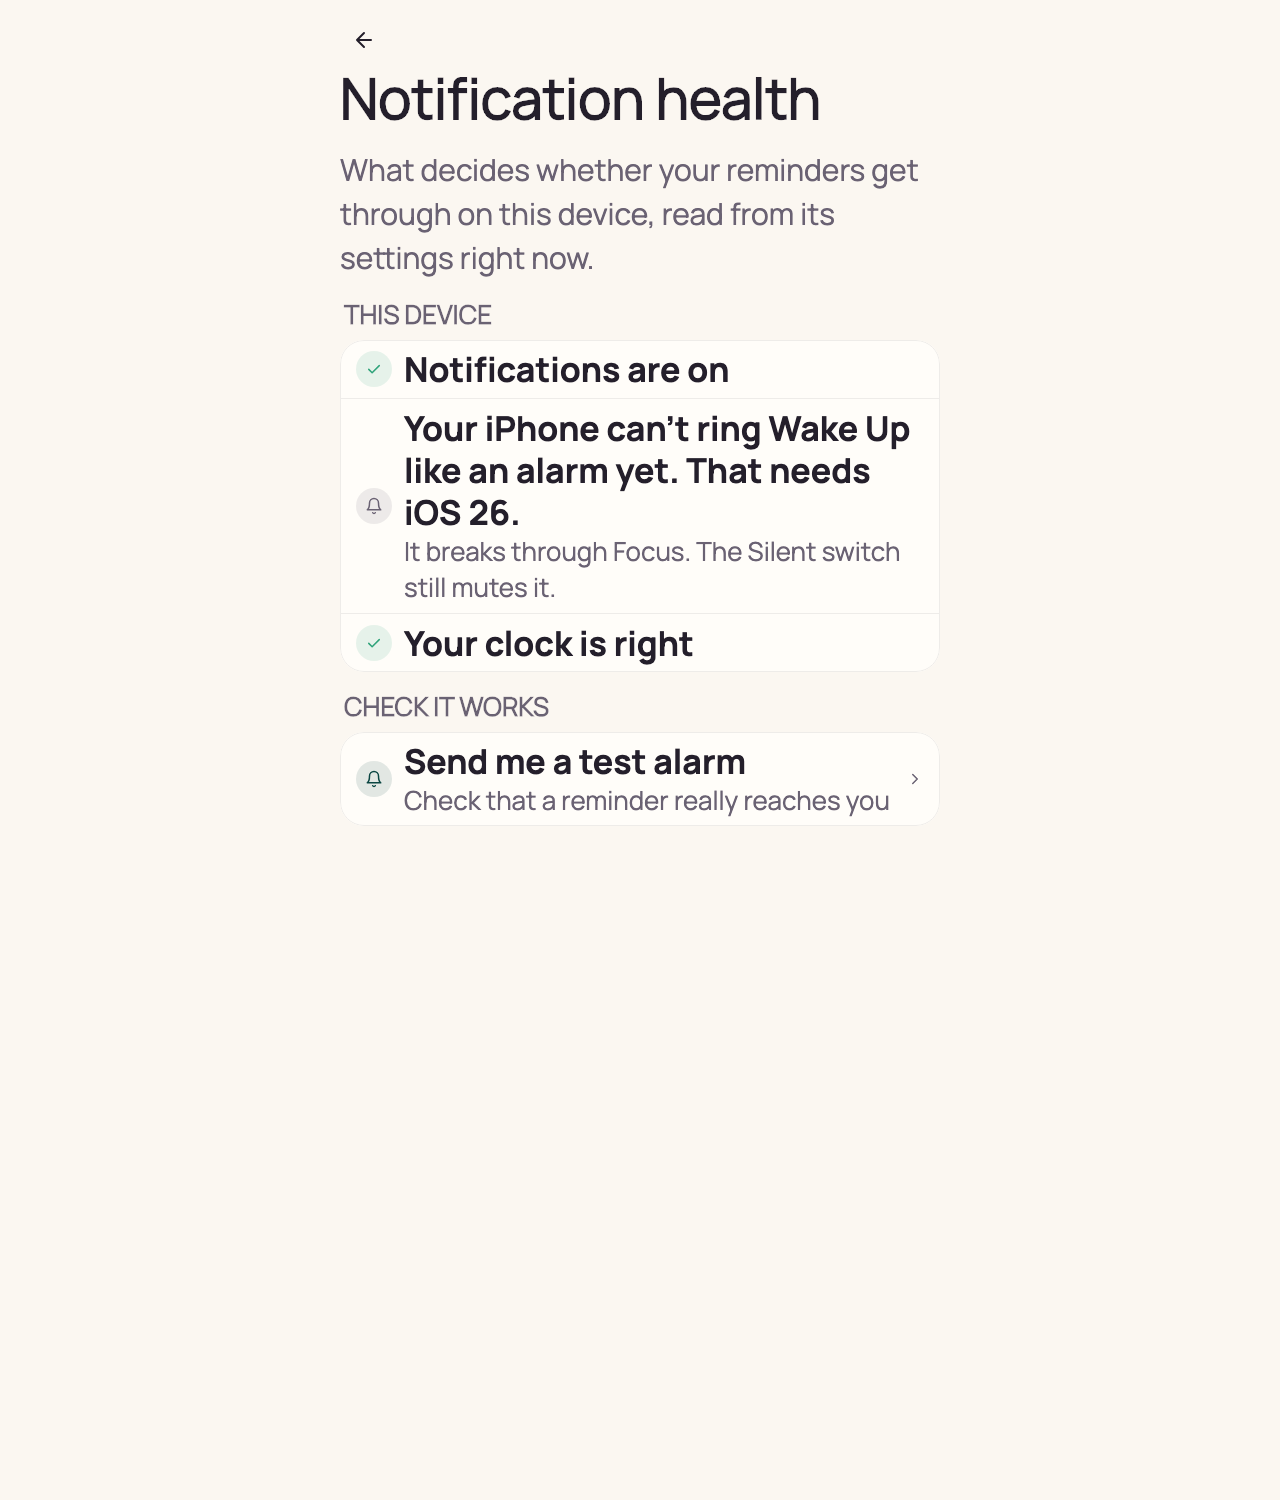 Notification health
What decides whether your reminders get
through on this device, read from its
settings right now.
THIS DEVICE
Notifications are on
Your iPhone can’t ring Wake Up
like an alarm yet. That needs
iOS 26.
It breaks through Focus. The Silent switch
still mutes it.
Your clock is right
CHECK IT WORKS
Send me a test alarm
Check that a reminder really reaches you